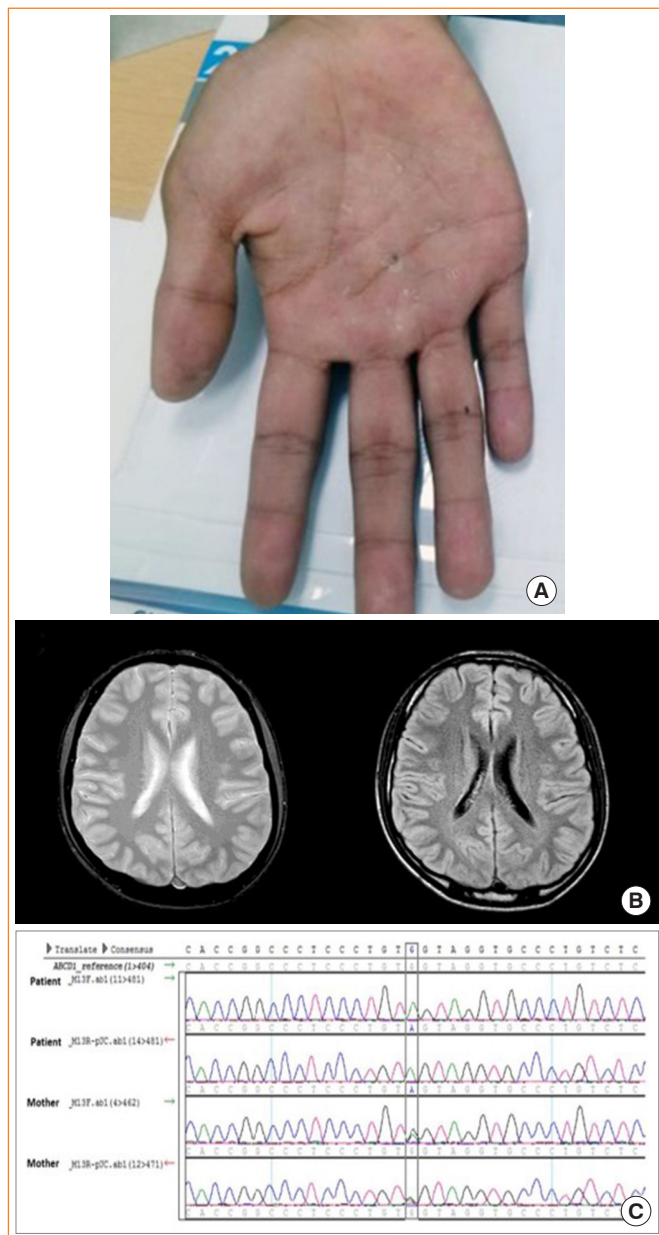 2
A
B
Translate Consensus C A C C G G C C C T C C C T G T G G T A G G T G C C C T G T C T C
ABCD1_reference(1>404) C A C C G G C C C T C C C T G T G G T A G G T G C C C T G T C T C
Patient _M13F.ab1(11>481)
C A C C G G C C C T C C C T G T A G T A G G T G C C C T G T C T C
Patient _M13R-pUC.ab1(14>481)
C A C C G G C C C T C C C T G T A G T A G G T G C C C T G T C T C
Mother _M13F.ab1(4>462)
C A C C G G C C C T C C C T G T G G T A G G T G C C C T G T C T C
Mother _M13R-pUC.ab1(12>471)
C A C C G G C C C T C C C T G T G G T A G G T G C C C T G T C T C
C